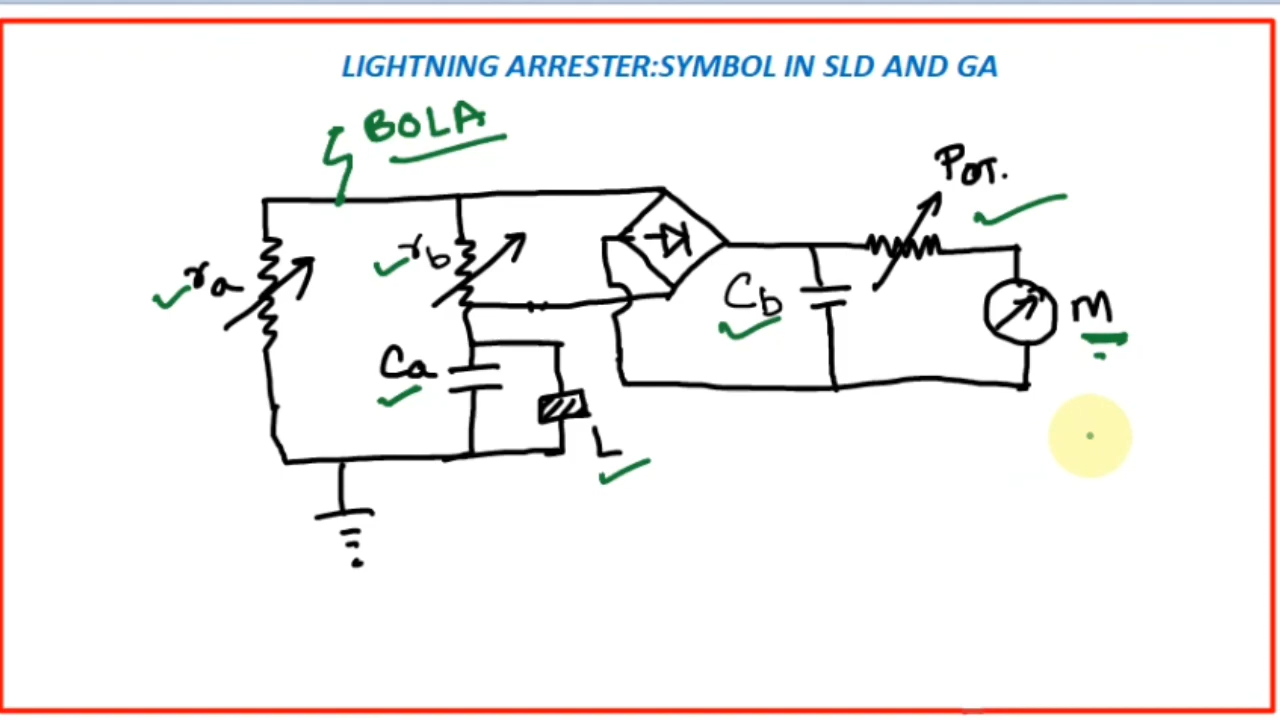 LIGHTNING ARRESTER:SYMBOL IN SLD AND GA
BOLA
POT.
ra
rb
Cb
M
Ca
L